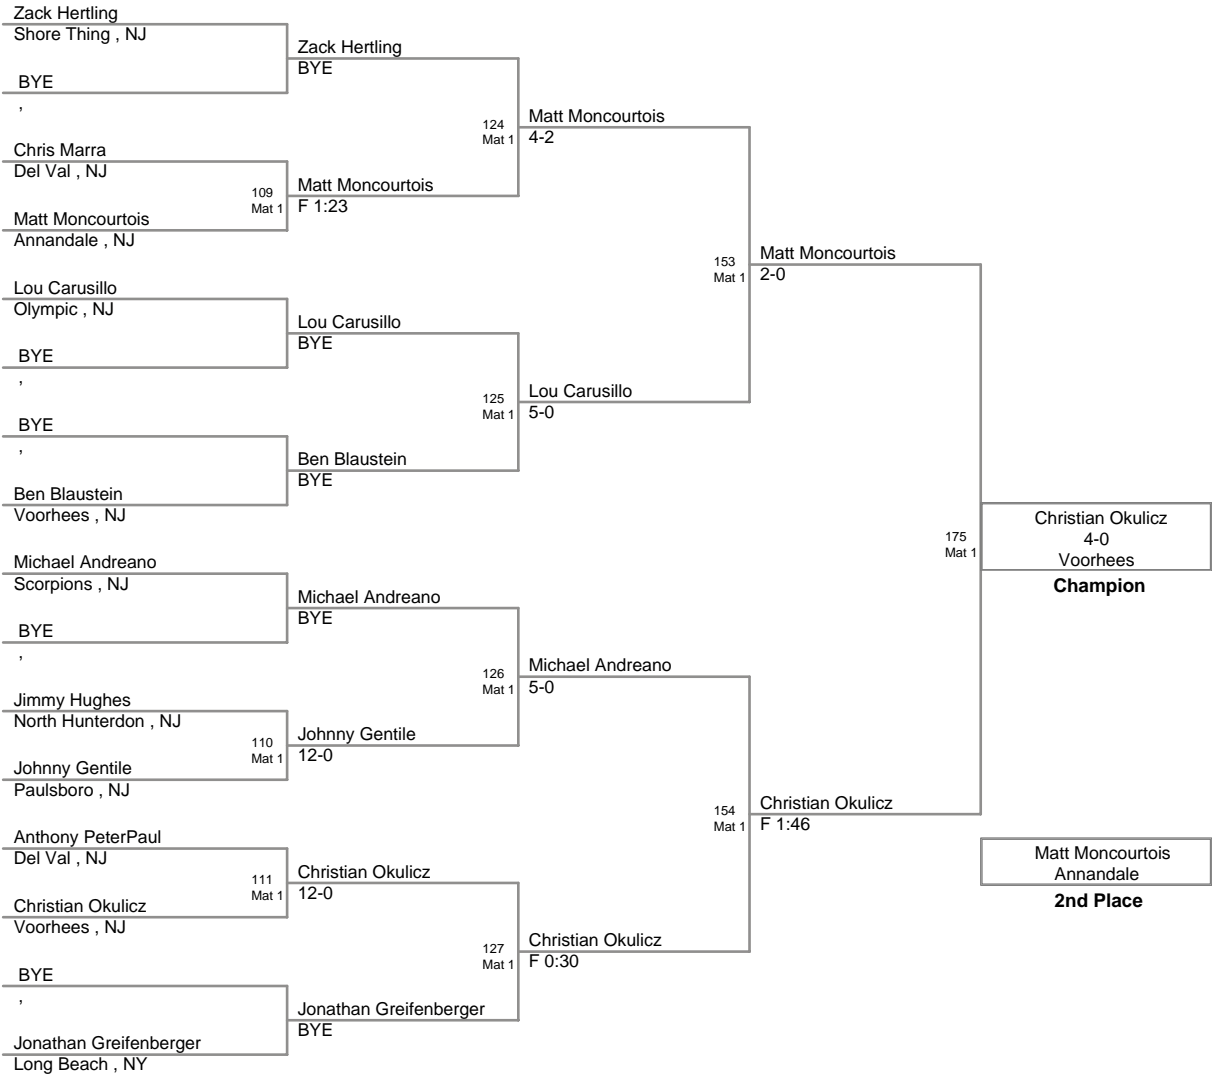 Zack Hertling
Shore Thing , NJ
BYE
,
Chris Marra
Del Val , NJ
Matt Moncourtois
Annandale , NJ
Lou Carusillo
Olympic , NJ
BYE
,
BYE
,
Ben Blaustein
Voorhees , NJ
Michael Andreano
Scorpions , NJ
BYE
,
Jimmy Hughes
North Hunterdon , NJ
Johnny Gentile
Paulsboro , NJ
Anthony PeterPaul
Del Val , NJ
Christian Okulicz
Voorhees , NJ
BYE
,
Jonathan Greifenberger
Long Beach , NY
Zack Hertling
BYE
109
Mat 1
Matt Moncourtois
F 1:23
Lou Carusillo
BYE
Ben Blaustein
BYE
Michael Andreano
BYE
110
Mat 1
Johnny Gentile
12-0
111
Mat 1
Christian Okulicz
12-0
Jonathan Greifenberger
BYE
124
Mat 1
Matt Moncourtois
4-2
125
Mat 1
Lou Carusillo
5-0
126
Mat 1
Michael Andreano
5-0
127
Mat 1
Christian Okulicz
F 0:30
153
Mat 1
Matt Moncourtois
2-0
154
Mat 1
Christian Okulicz
F 1:46
175
Mat 1
Christian Okulicz
4-0
Voorhees
Champion
Matt Moncourtois
Annandale
2nd Place